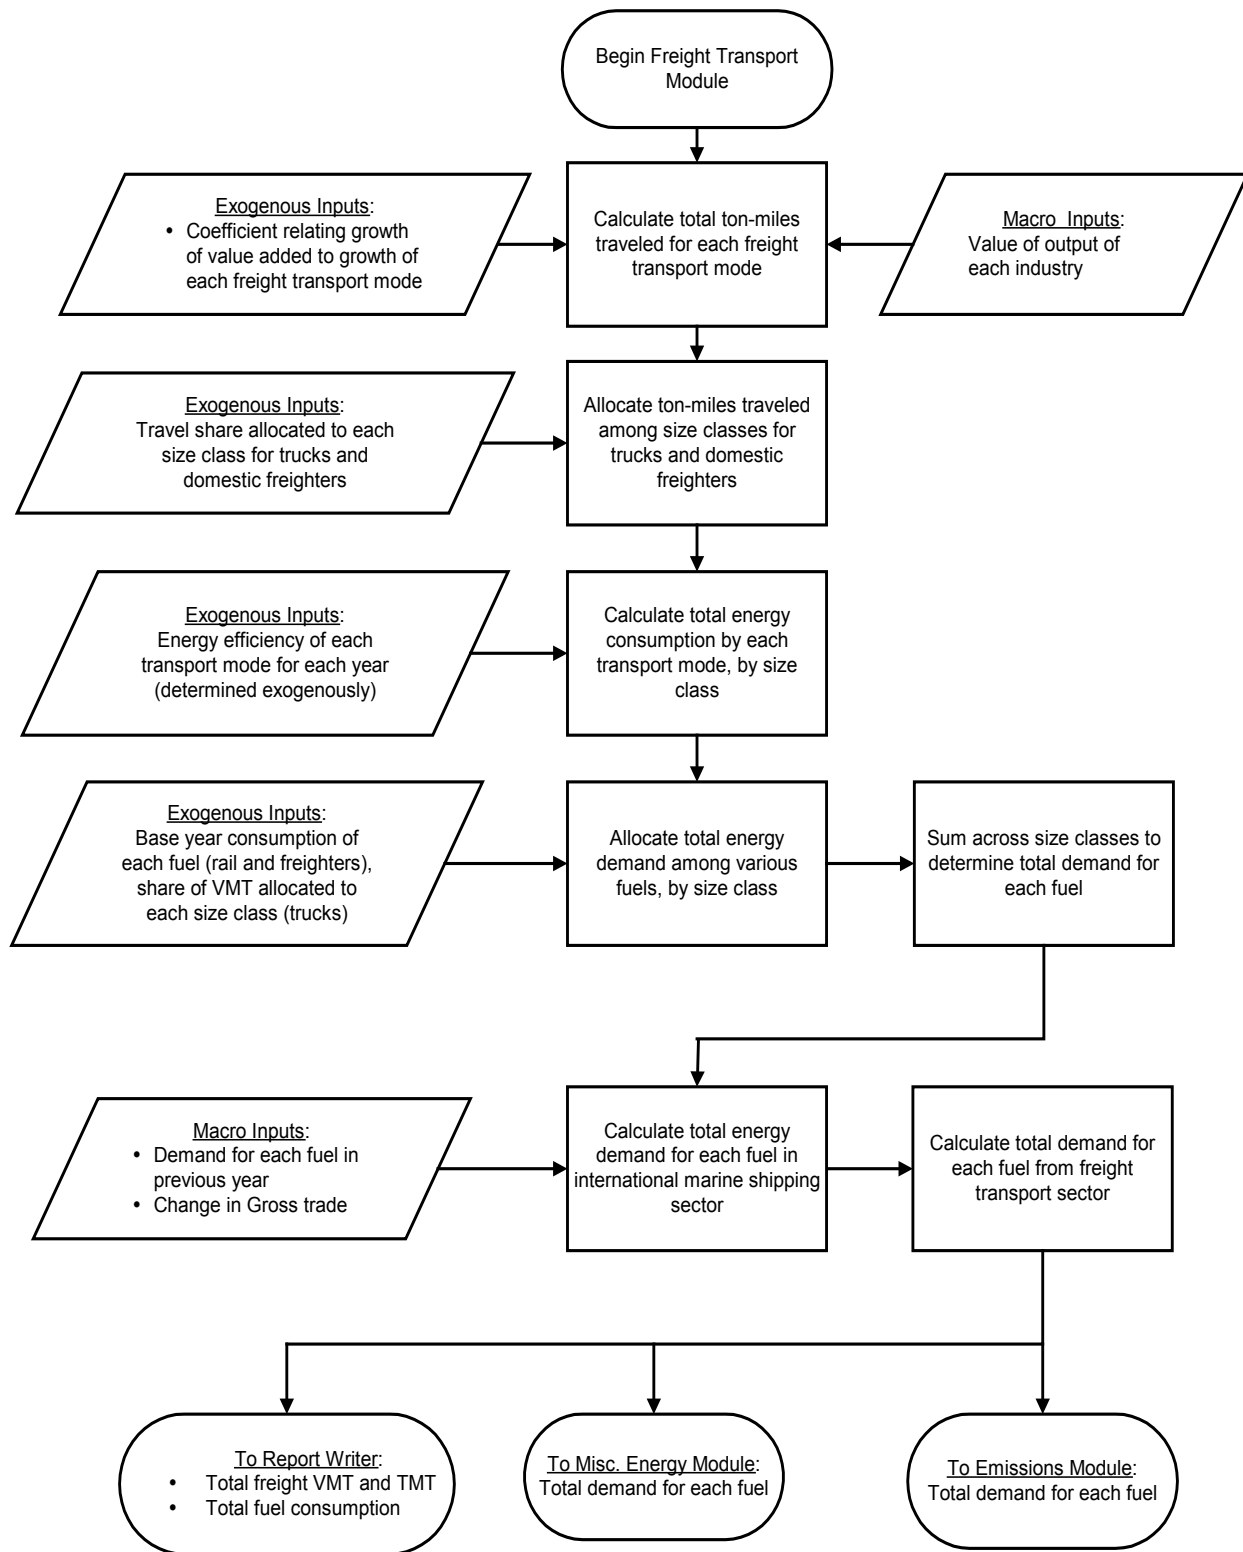 Begin Freight Transport
Module
Exogenous Inputs:
• Coefficient relating growth
of value added to growth of
each freight transport mode
Calculate total ton-miles
traveled for each freight
transport mode
Macro Inputs:
Value of output of
each industry
Exogenous Inputs:
Travel share allocated to each
size class for trucks and
domestic freighters
Allocate ton-miles traveled
among size classes for
trucks and domestic
freighters
Exogenous Inputs:
Energy efficiency of each
transport mode for each year
(determined exogenously)
Calculate total energy
consumption by each
transport mode, by size
class
Exogenous Inputs:
Base year consumption of
each fuel (rail and freighters),
share of VMT allocated to
each size class (trucks)
Allocate total energy
demand among various
fuels, by size class
Sum across size classes to
determine total demand for
each fuel
Macro Inputs:
• Demand for each fuel in
previous year
• Change in Gross trade
Calculate total energy
demand for each fuel in
international marine shipping
sector
Calculate total demand for
each fuel from freight
transport sector
To Report Writer:
• Total freight VMT and TMT
• Total fuel consumption
To Misc. Energy Module:
Total demand for each fuel
To Emissions Module:
Total demand for each fuel